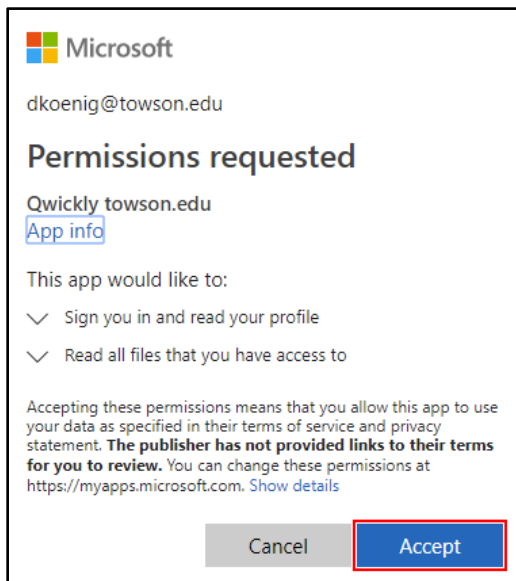 Microsoft
dkoenig@towson.edu
Permissions requested
Qwickly towson.edu
App info
This app would like to:
Sign you in and read your profile
Read all files that you have access to
Accepting these permissions means that you allow this app to use
your data as specified in their terms of service and privacy
statement. The publisher has not provided links to their terms
for you to review. You can change these permissions at
https://myapps.microsoft.com. Show details
Cancel
Accept